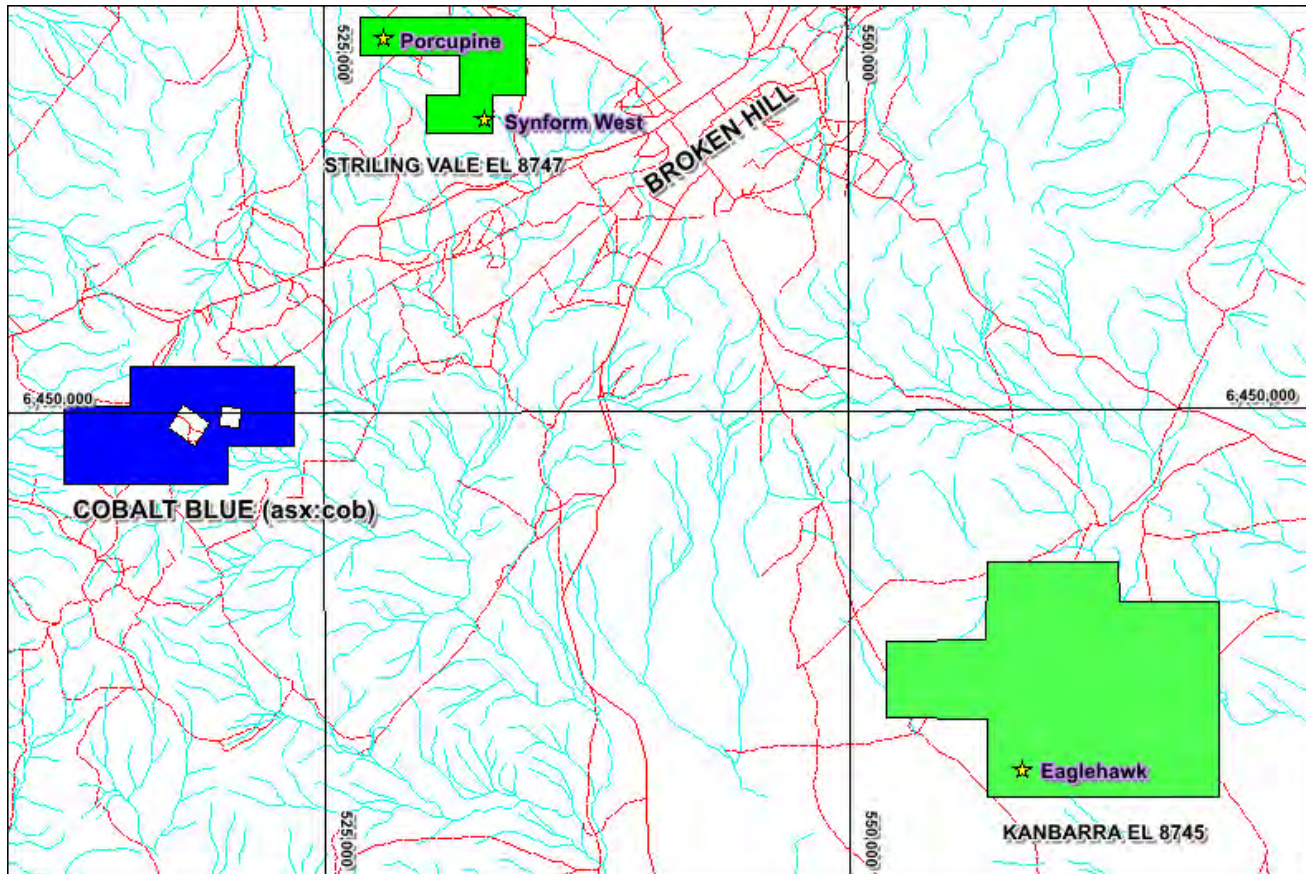 525,000
Porcupine
550,000
Synform West
BROKEN HILL
STRILING VALE EL 8747
6,450,000
6,450,000
COBALT BLUE (asx:cob)
Eaglehawk
525,000
550,000
KANBARRA EL 8745